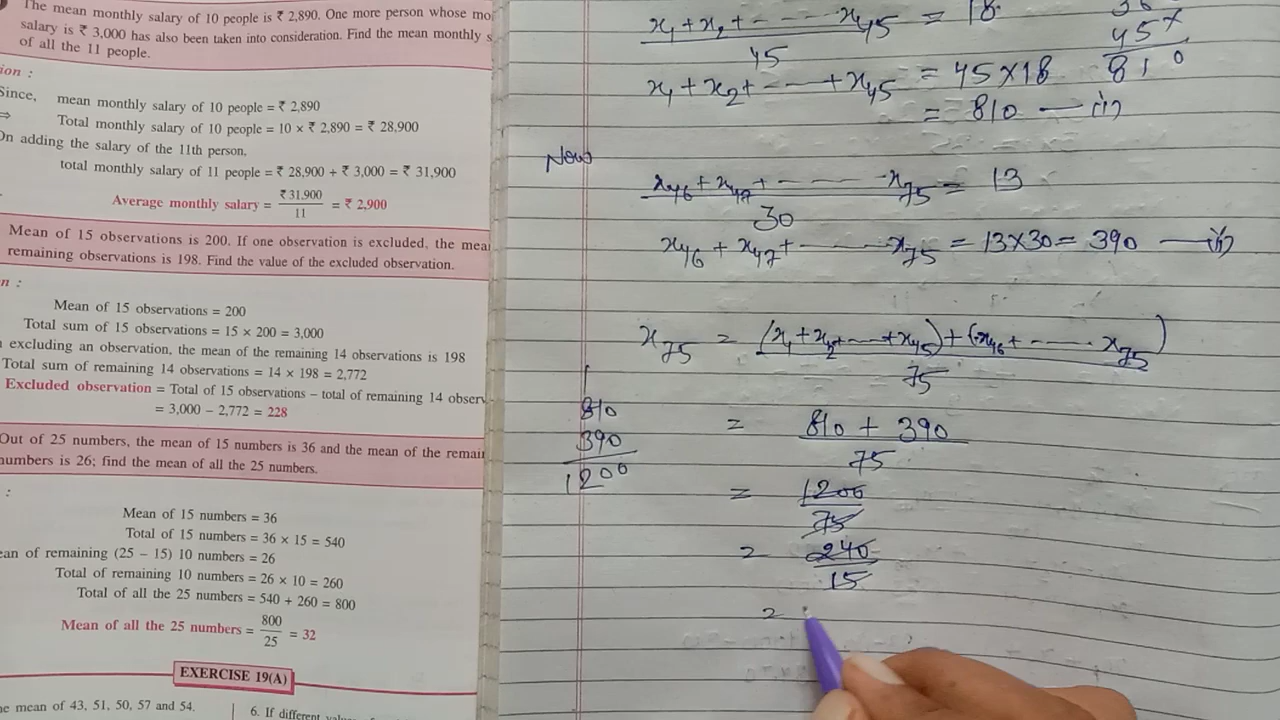 The mean monthly salary of 10 people is ₹ 2,890. One more person whose mo
salary is ₹ 3,000 has also been taken into consideration. Find the mean monthly s
of all the 11 people.
ion :
Since, mean monthly salary of 10 people = ₹ 2,890
⇒ Total monthly salary of 10 people = 10 × ₹ 2,890 = ₹ 28,900
On adding the salary of the 11th person.
total monthly salary of 11 people = ₹ 28,900 + ₹ 3,000 = ₹ 31,900
Average monthly salary = ₹ 31,900 / 11 = ₹ 2,900
Mean of 15 observations is 200. If one observation is excluded, the mea
remaining observations is 198. Find the value of the excluded observation.
n :
Mean of 15 observations = 200
Total sum of 15 observations = 15 × 200 = 3,000
excluding an observation, the mean of the remaining 14 observations is 198
Total sum of remaining 14 observations = 14 × 198 = 2,772
Excluded observation = Total of 15 observations – total of remaining 14 observ
= 3,000 – 2,772 = 228
Out of 25 numbers, the mean of 15 numbers is 36 and the mean of the remai
numbers is 26; find the mean of all the 25 numbers.
:
Mean of 15 numbers = 36
Total of 15 numbers = 36 × 15 = 540
ean of remaining (25 – 15) 10 numbers = 26
Total of remaining 10 numbers = 26 × 10 = 260
Total of all the 25 numbers = 540 + 260 = 800
Mean of all the 25 numbers = 800 / 25 = 32
EXERCISE 19(A)
e mean of 43, 51, 50, 57 and 54.
6. If different
x1 + x2 + ------ x45 = 18
45
x1 + x2 + --- + x45 = 45×18
= 810 — (i)
45×
810
Now
x46 + x47 + ------ x75 = 13
30
x46 + x47 + ------ x75 = 13×30 = 390 — (ii)
x75 = (x1 + x2 + --- + x45) + (x46 + ----- x75)
75
= 810 + 390
75
810
390
1200
= 1200
75
= 240
15
=